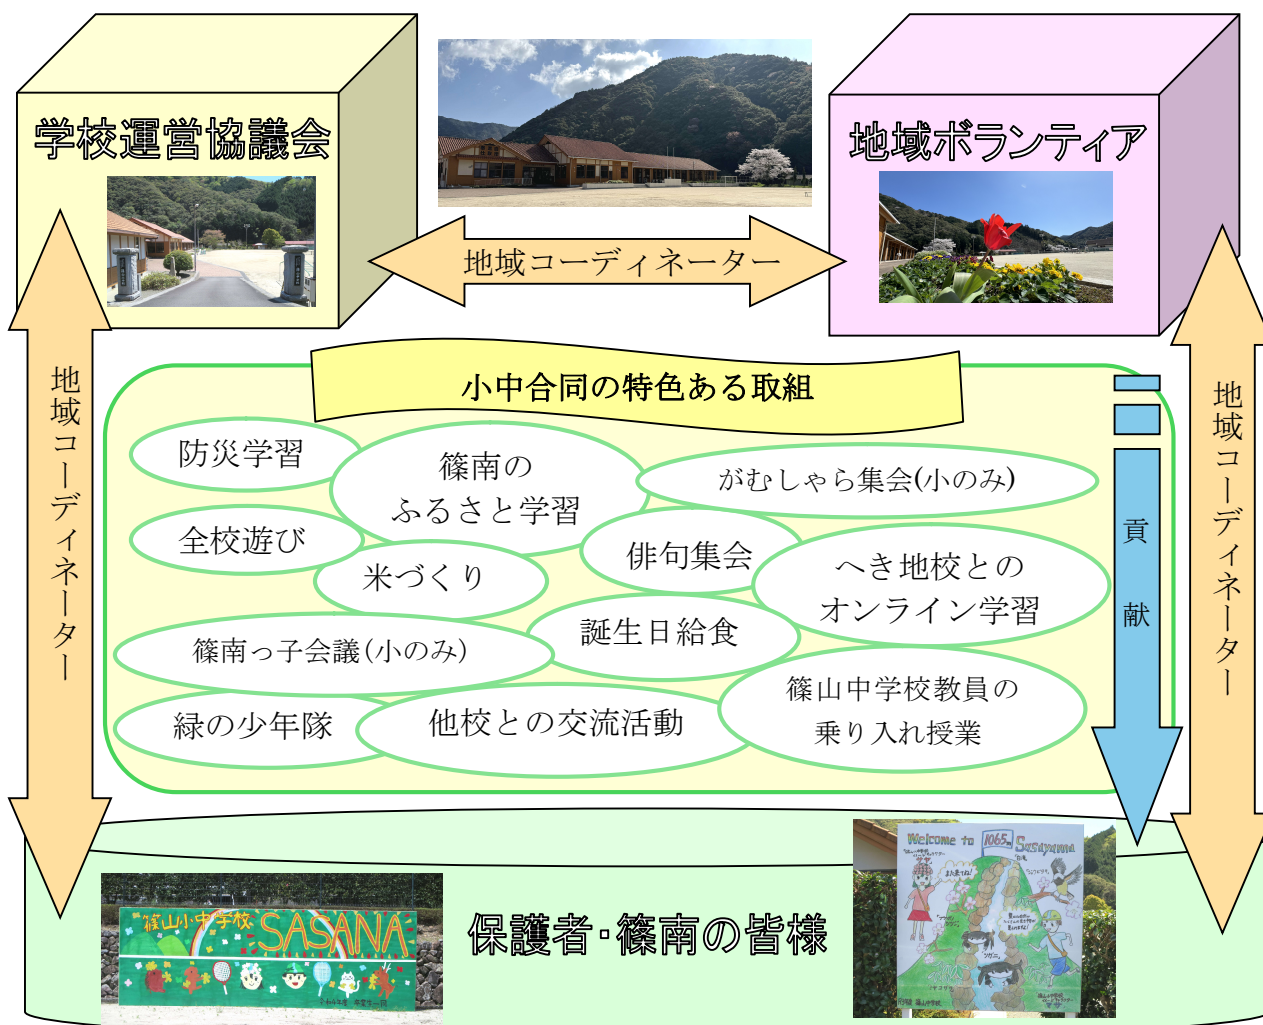 学校運営協議会
地域ボランティア
地域コーディネーター
地域コーディネーター
地域コーディネーター
小中合同の特色ある取組
防災学習
篠南の
ふるさと学習
がむしゃら集会(小のみ)
全校遊び
俳句集会
米づくり
へき地校との
オンライン学習
篠南っ子会議(小のみ)
誕生日給食
緑の少年隊
他校との交流活動
篠山中学校教員の
乗り入れ授業
貢献
保護者・篠南の皆様
篠山小中学校 SASANA
Welcome to 1065m Sasayama
また来てね!